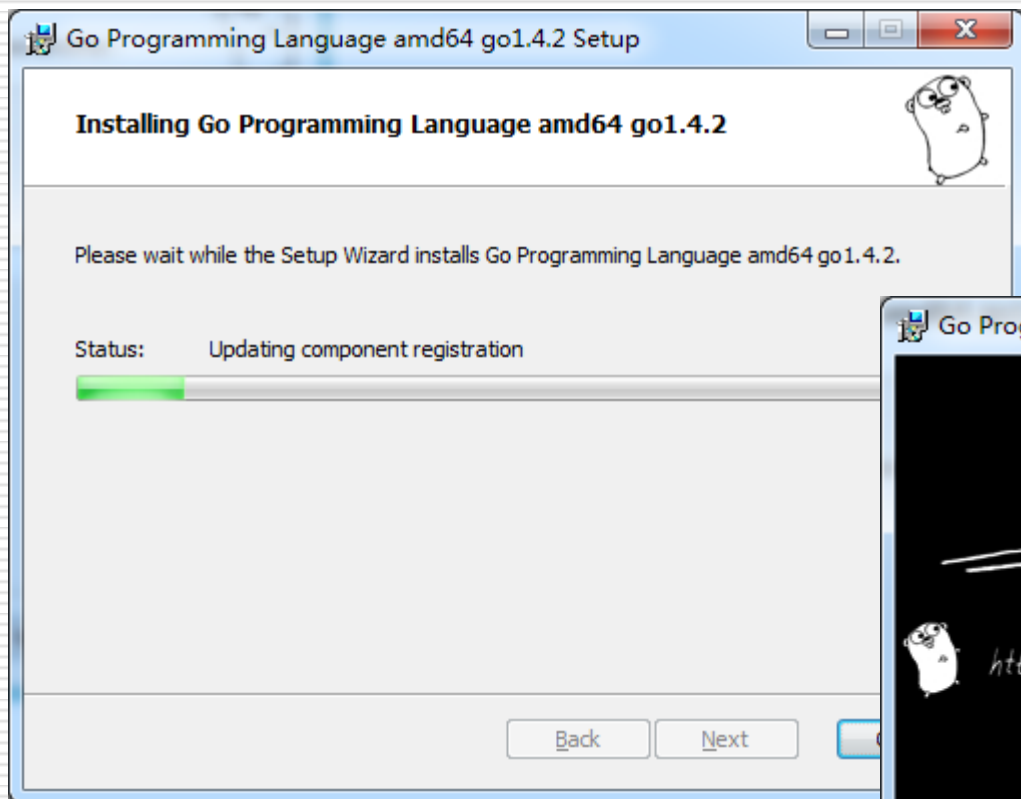 Go Programming Language amd64 go1.4.2 Setup
Installing Go Programming Language amd64 go1.4.2
Please wait while the Setup Wizard installs Go Programming Language amd64 go1.4.2.
Status: Updating component registration
Back Next
Go